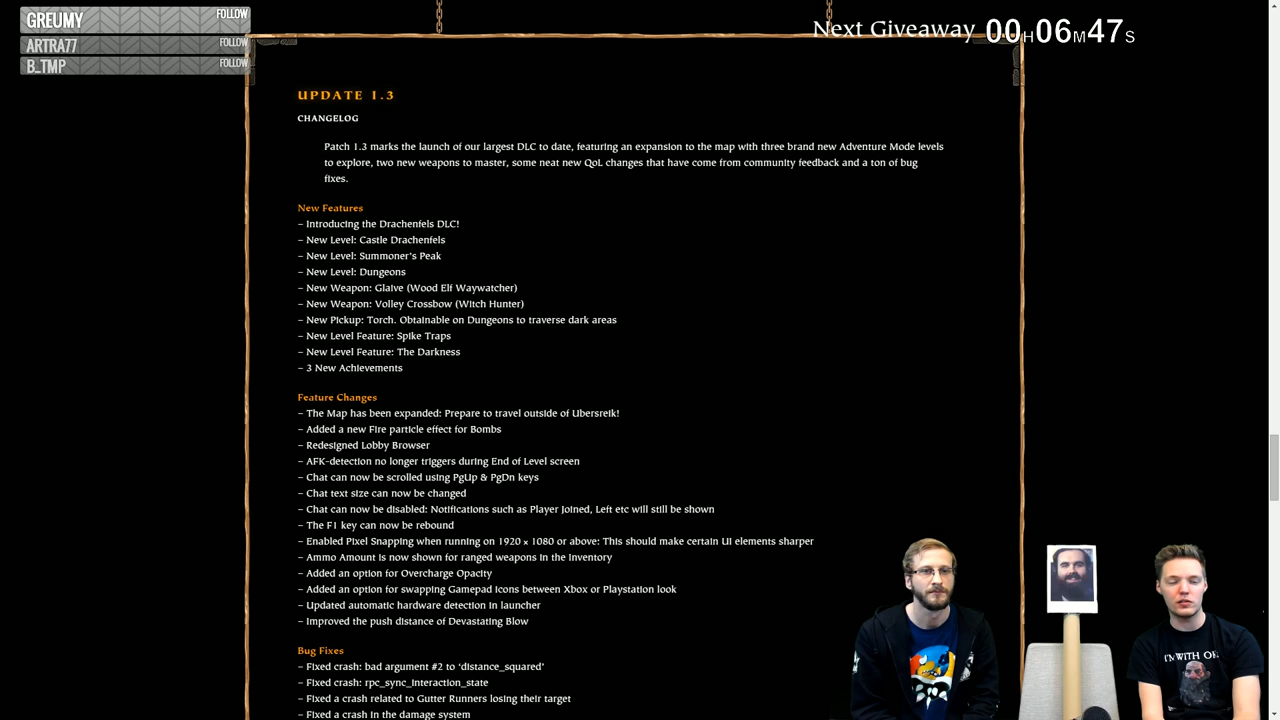 GREUMY FOLLOW
ARTRA77 FOLLOW
B_TMP FOLLOW
Next Giveaway 00H06M47S
UPDATE 1.3
CHANGELOG
Patch 1.3 marks the launch of our largest DLC to date, featuring an expansion to the map with three brand new Adventure Mode levels
to explore, two new weapons to master, some neat new QoL changes that have come from community feedback and a ton of bug
fixes.
New Features
– Introducing the Drachenfels DLC!
– New Level: Castle Drachenfels
– New Level: Summoner's Peak
– New Level: Dungeons
– New Weapon: Glaive (Wood Elf Waywatcher)
– New Weapon: Volley Crossbow (Witch Hunter)
– New Pickup: Torch. Obtainable on Dungeons to traverse dark areas
– New Level Feature: Spike Traps
– New Level Feature: The Darkness
– 3 New Achievements
Feature Changes
– The Map has been expanded: Prepare to travel outside of Ubersreik!
– Added a new Fire particle effect for Bombs
– Redesigned Lobby Browser
– AFK-detection no longer triggers during End of Level screen
– Chat can now be scrolled using PgUp & PgDn keys
– Chat text size can now be changed
– Chat can now be disabled: Notifications such as Player Joined, Left etc will still be shown
– The F1 key can now be rebound
– Enabled Pixel Snapping when running on 1920 × 1080 or above: This should make certain UI elements sharper
– Ammo Amount is now shown for ranged weapons in the Inventory
– Added an option for Overcharge Opacity
– Added an option for swapping Gamepad Icons between Xbox or Playstation look
– Updated automatic hardware detection in launcher
– Improved the push distance of Devastating Blow
Bug Fixes
– Fixed crash: bad argument #2 to 'distance_squared'
– Fixed crash: rpc_sync_interaction_state
– Fixed a crash related to Gutter Runners losing their target
– Fixed a crash in the damage system
I'M WITH